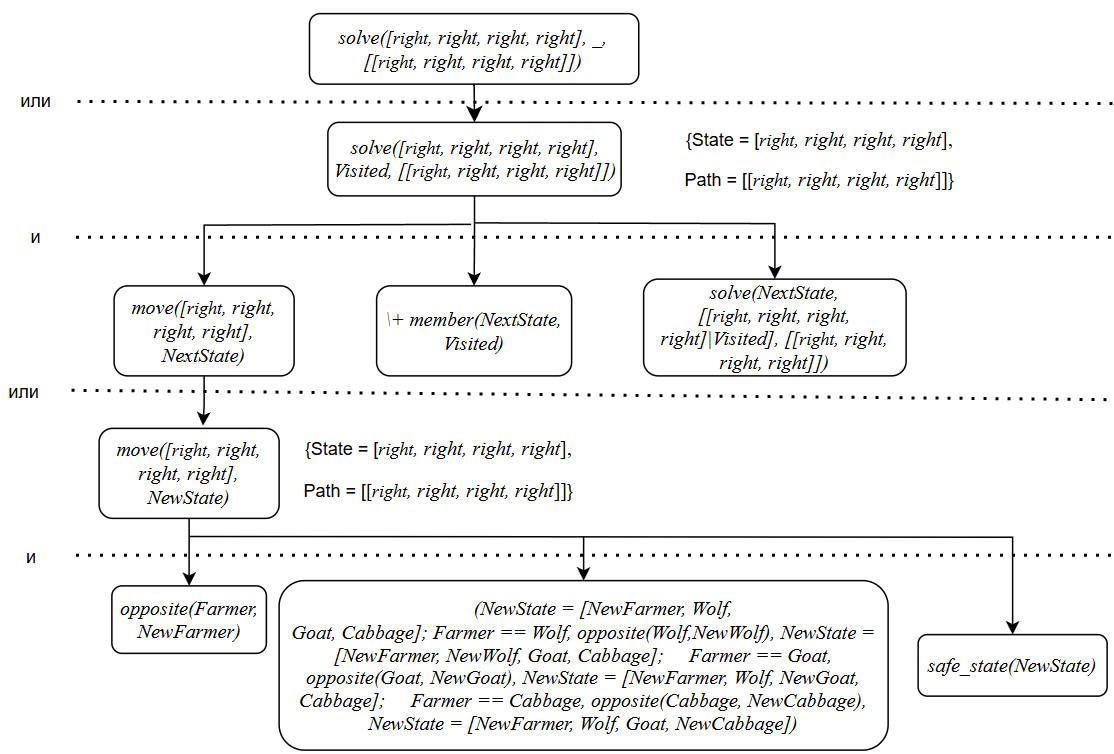 solve([right, right, right, right], _,
[[right, right, right, right]])
или
solve([right, right, right, right],
Visited, [[right, right, right, right]])
{State = [right, right, right, right],
Path = [[right, right, right, right]]}
и
move([right, right,
right, right],
NextState)
\+ member(NextState,
Visited)
solve(NextState,
[[right, right, right,
right]|Visited], [[right, right,
right, right]])
или
move([right, right,
right, right],
NewState)
{State = [right, right, right, right],
Path = [[right, right, right, right]]}
и
opposite(Farmer,
NewFarmer)
(NewState = [NewFarmer, Wolf,
Goat, Cabbage]; Farmer == Wolf, opposite(Wolf,NewWolf), NewState =
[NewFarmer, NewWolf, Goat, Cabbage]; Farmer == Goat,
opposite(Goat, NewGoat), NewState = [NewFarmer, Wolf, NewGoat,
Cabbage]; Farmer == Cabbage, opposite(Cabbage, NewCabbage),
NewState = [NewFarmer, Wolf, Goat, NewCabbage])
safe_state(NewState)